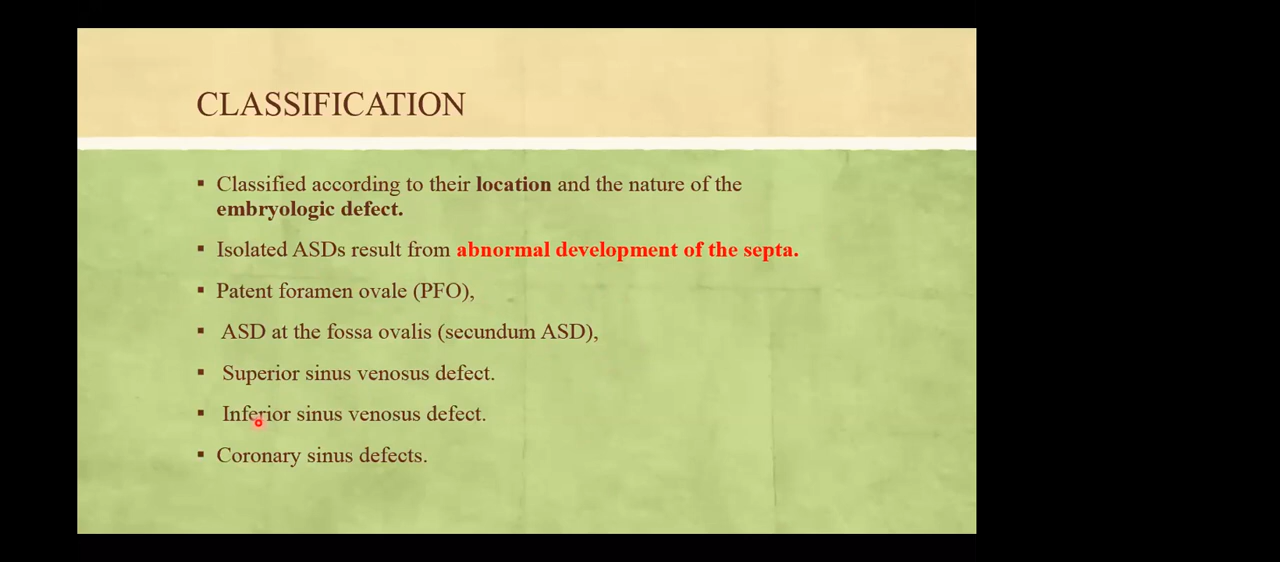 CLASSIFICATION
▪ Classified according to their location and the nature of the
embryologic defect.
▪ Isolated ASDs result from abnormal development of the septa.
▪ Patent foramen ovale (PFO),
▪ ASD at the fossa ovalis (secundum ASD),
▪ Superior sinus venosus defect.
▪ Inferior sinus venosus defect.
▪ Coronary sinus defects.